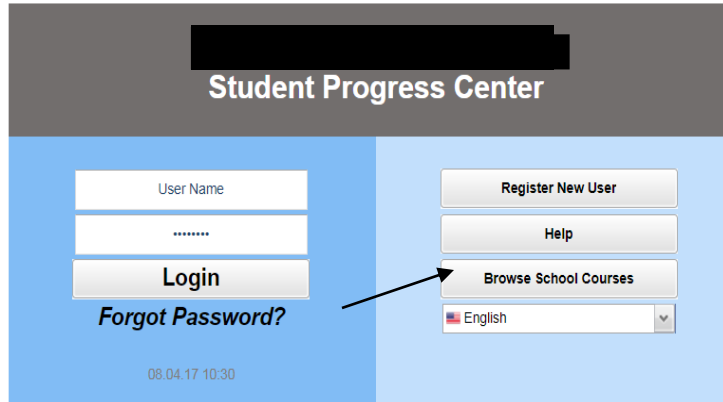 Student Progress Center
User Name
••••••••
Login
Forgot Password?
08.04.17 10:30
Register New User
Help
Browse School Courses
English